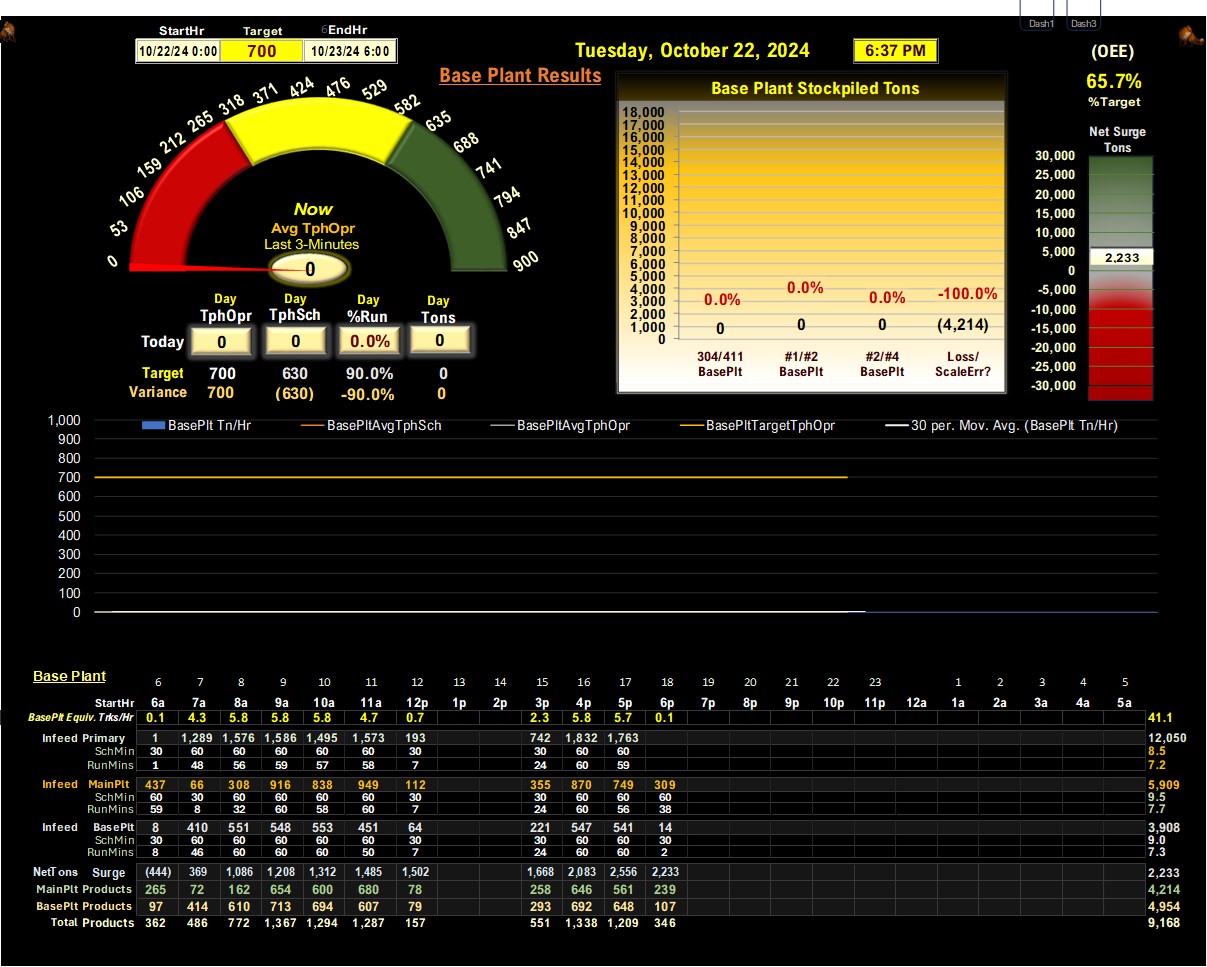 Dash1 Dash3
StartHr Target 6EndHr
10/22/24 0:00 700 10/23/24 6:00
Tuesday, October 22, 2024 6:37 PM
(OEE)
65.7%
%Target
Base Plant Results
Base Plant Stockpiled Tons
18,000
17,000
16,000
15,000
14,000
13,000
12,000
11,000
10,000
9,000
8,000
7,000
6,000
5,000
4,000
3,000
2,000
1,000
0
0.0% 0.0% 0.0% -100.0%
0 0 0 (4,214)
304/411 #1/#2 #2/#4 Loss/
BasePlt BasePlt BasePlt ScaleErr?
Net Surge
Tons
30,000
25,000
20,000
15,000
10,000
5,000
0
-5,000
-10,000
-15,000
-20,000
-25,000
-30,000
2,233
0 53 106 159 212 265 318 371 424 476 529 582 635 688 741 794 847 900
Now
Avg TphOpr
Last 3-Minutes
0
Day Day Day Day
TphOpr TphSch %Run Tons
Today 0 0 0.0% 0
Target 700 630 90.0% 0
Variance 700 (630) -90.0% 0
BasePlt Tn/Hr BasePltAvgTphSch BasePltAvgTphOpr BasePltTargetTphOpr 30 per. Mov. Avg. (BasePlt Tn/Hr)
1,000
900
800
700
600
500
400
300
200
100
0
Base Plant 6 7 8 9 10 11 12 13 14 15 16 17 18 19 20 21 22 23 1 2 3 4 5
StartHr 6a 7a 8a 9a 10a 11a 12p 1p 2p 3p 4p 5p 6p 7p 8p 9p 10p 11p 12a 1a 2a 3a 4a 5a
BasePlt Equiv. Trks/Hr 0.1 4.3 5.8 5.8 5.8 4.7 0.7 2.3 5.8 5.7 0.1 41.1
Infeed Primary 1 1,289 1,576 1,586 1,495 1,573 193 742 1,832 1,763 12,050
SchMin 30 60 60 60 60 60 30 30 60 60 8.5
RunMins 1 48 56 59 57 58 7 24 60 59 7.2
Infeed MainPlt 437 66 308 916 838 949 112 355 870 749 309 5,909
SchMin 60 30 60 60 60 60 30 30 60 60 60 9.5
RunMins 59 8 32 60 58 60 7 24 60 56 38 7.7
Infeed BasePlt 8 410 551 548 553 451 64 221 547 541 14 3,908
SchMin 30 60 60 60 60 60 30 30 60 60 30 9.0
RunMins 8 46 60 60 60 50 7 24 60 60 2 7.3
NetTons Surge (444) 369 1,086 1,208 1,312 1,485 1,502 1,668 2,083 2,556 2,233 2,233
MainPlt Products 265 72 162 654 600 680 78 258 646 561 239 4,214
BasePlt Products 97 414 610 713 694 607 79 293 692 648 107 4,954
Total Products 362 486 772 1,367 1,294 1,287 157 551 1,338 1,209 346 9,168